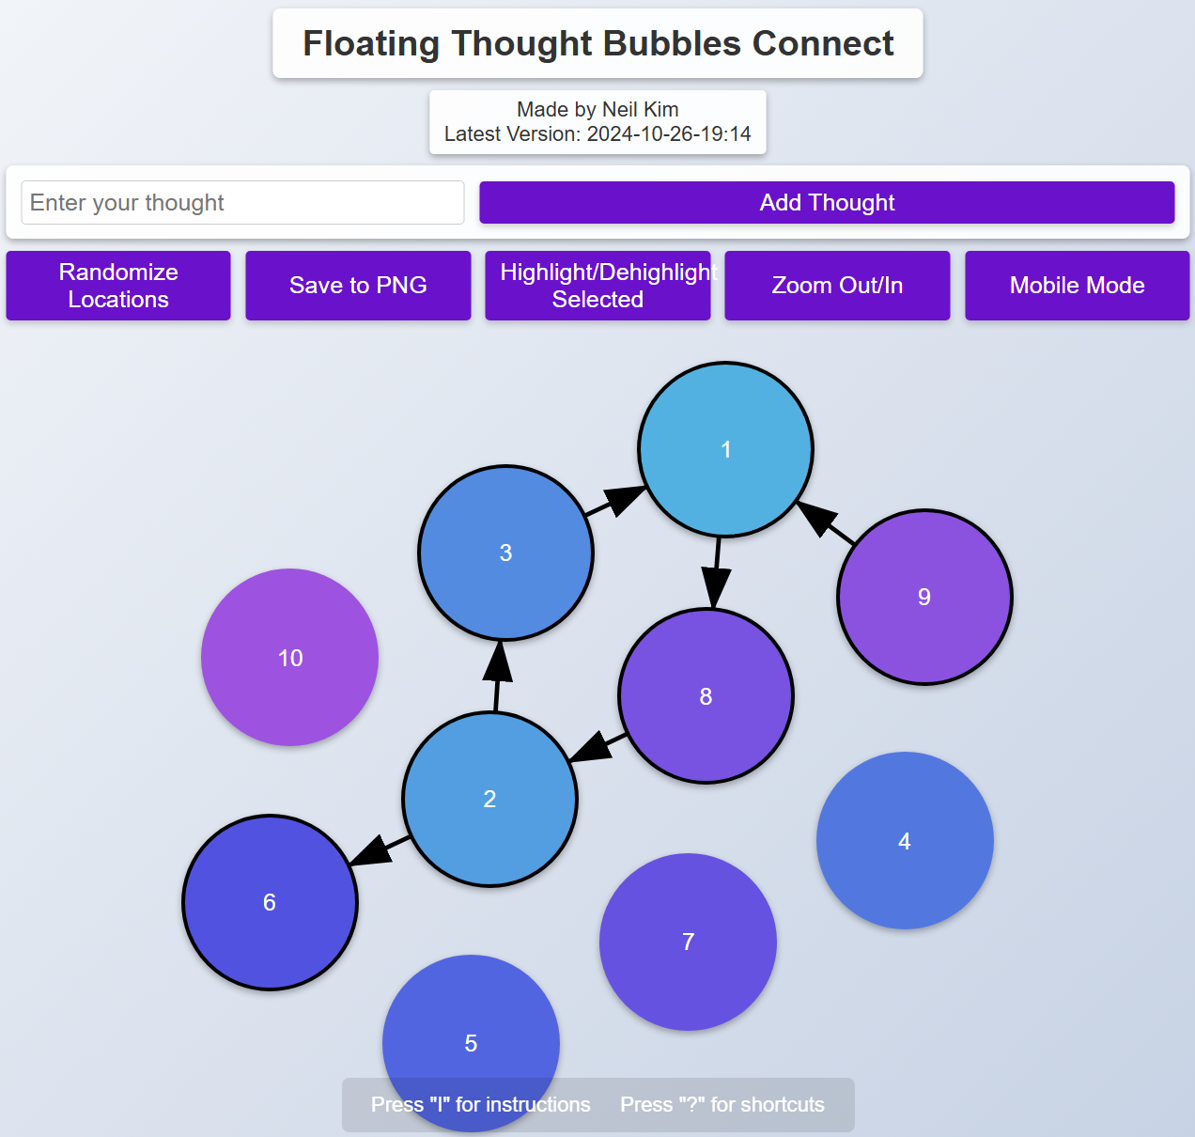 Floating Thought Bubbles Connect
Made by Neil Kim
Latest Version: 2024-10-26-19:14
Enter your thought
Add Thought
Randomize
Locations
Save to PNG
Highlight/Dehighlight
Selected
Zoom Out/In
Mobile Mode
1
3
9
10
8
2
4
6
7
5
Press "I" for instructions
Press "?" for shortcuts